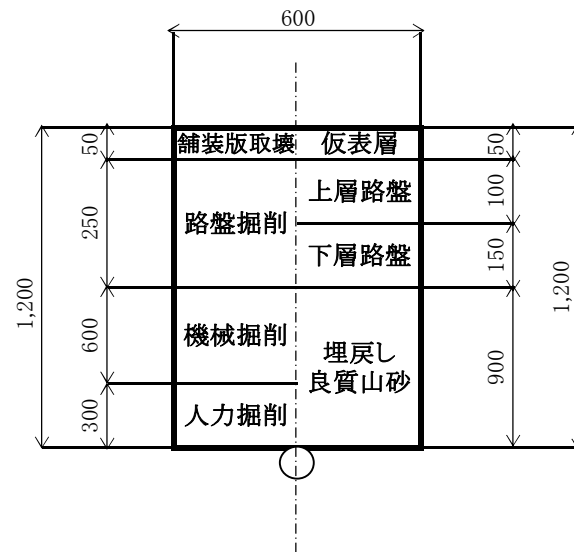 600
舗装版取壊
仮表層
50
50
路盤掘削
上層路盤
250
100
下層路盤
150
1,200
1,200
機械掘削
600
埋戻し
良質山砂
900
人力掘削
300